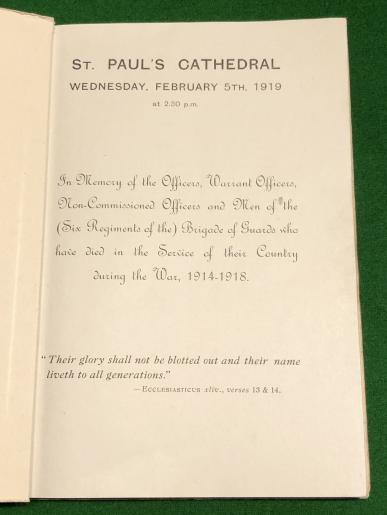 ST. PAUL'S CATHEDRAL
WEDNESDAY, FEBRUARY 5TH, 1919
at 2.30 p.m.
In Memory of the Officers, Warrant Officers,
Non-Commissioned Officers and Men of the
(Six Regiments of the) Brigade of Guards who
have died in the Service of their Country
during the War, 1914-1918.
"Their glory shall not be blotted out and their name
liveth to all generations."
—ECCLESIASTICUS xliv., verses 13 & 14.